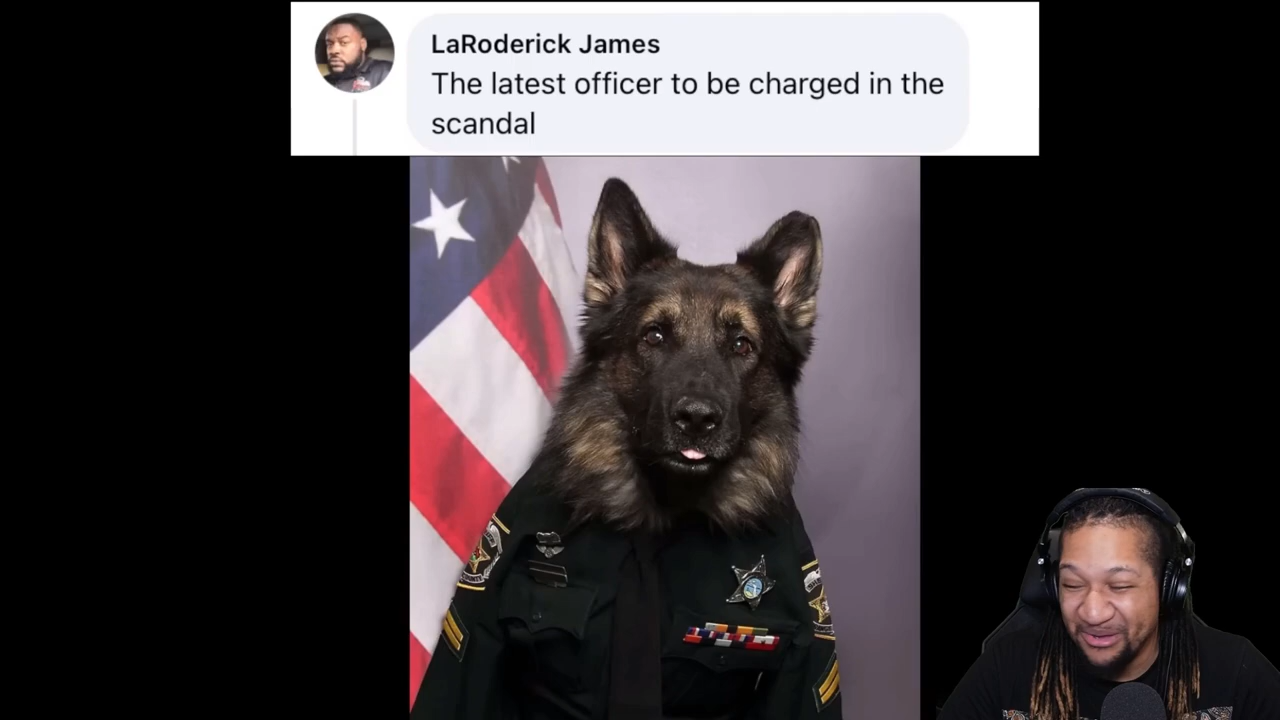 LaRoderick James
The latest officer to be charged in the
scandal